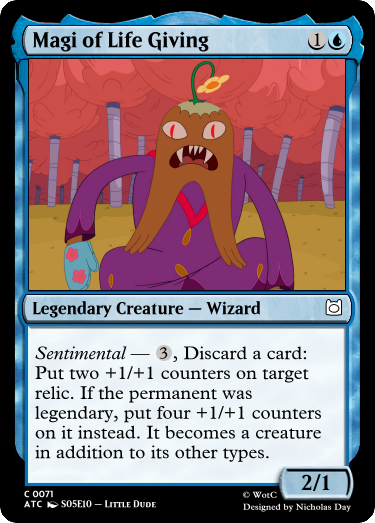 Magi of Life Giving 1
Legendary Creature — Wizard
Sentimental — 3, Discard a card:
Put two +1/+1 counters on target
relic. If the permanent was
legendary, put four +1/+1 counters
on it instead. It becomes a creature
in addition to its other types.
2/1
C 0071
ATC S05E10 – Little Dude
© WotC
Designed by Nicholas Day